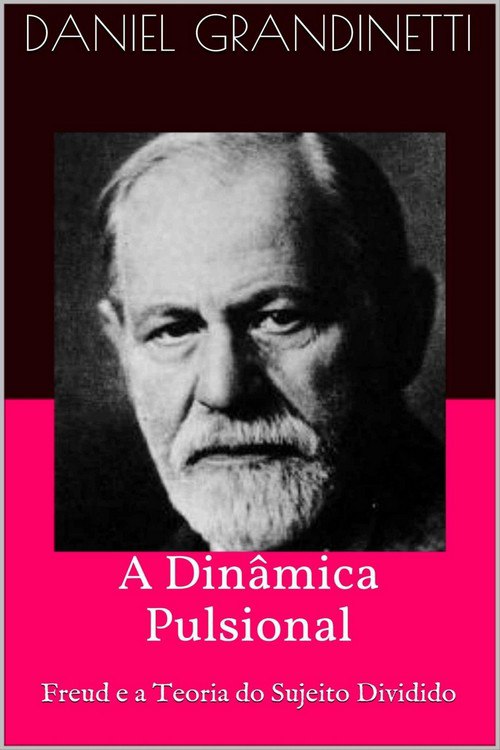 DANIEL GRANDINETTI
A Dinâmica
Pulsional
Freud e a Teoria do Sujeito Dividido